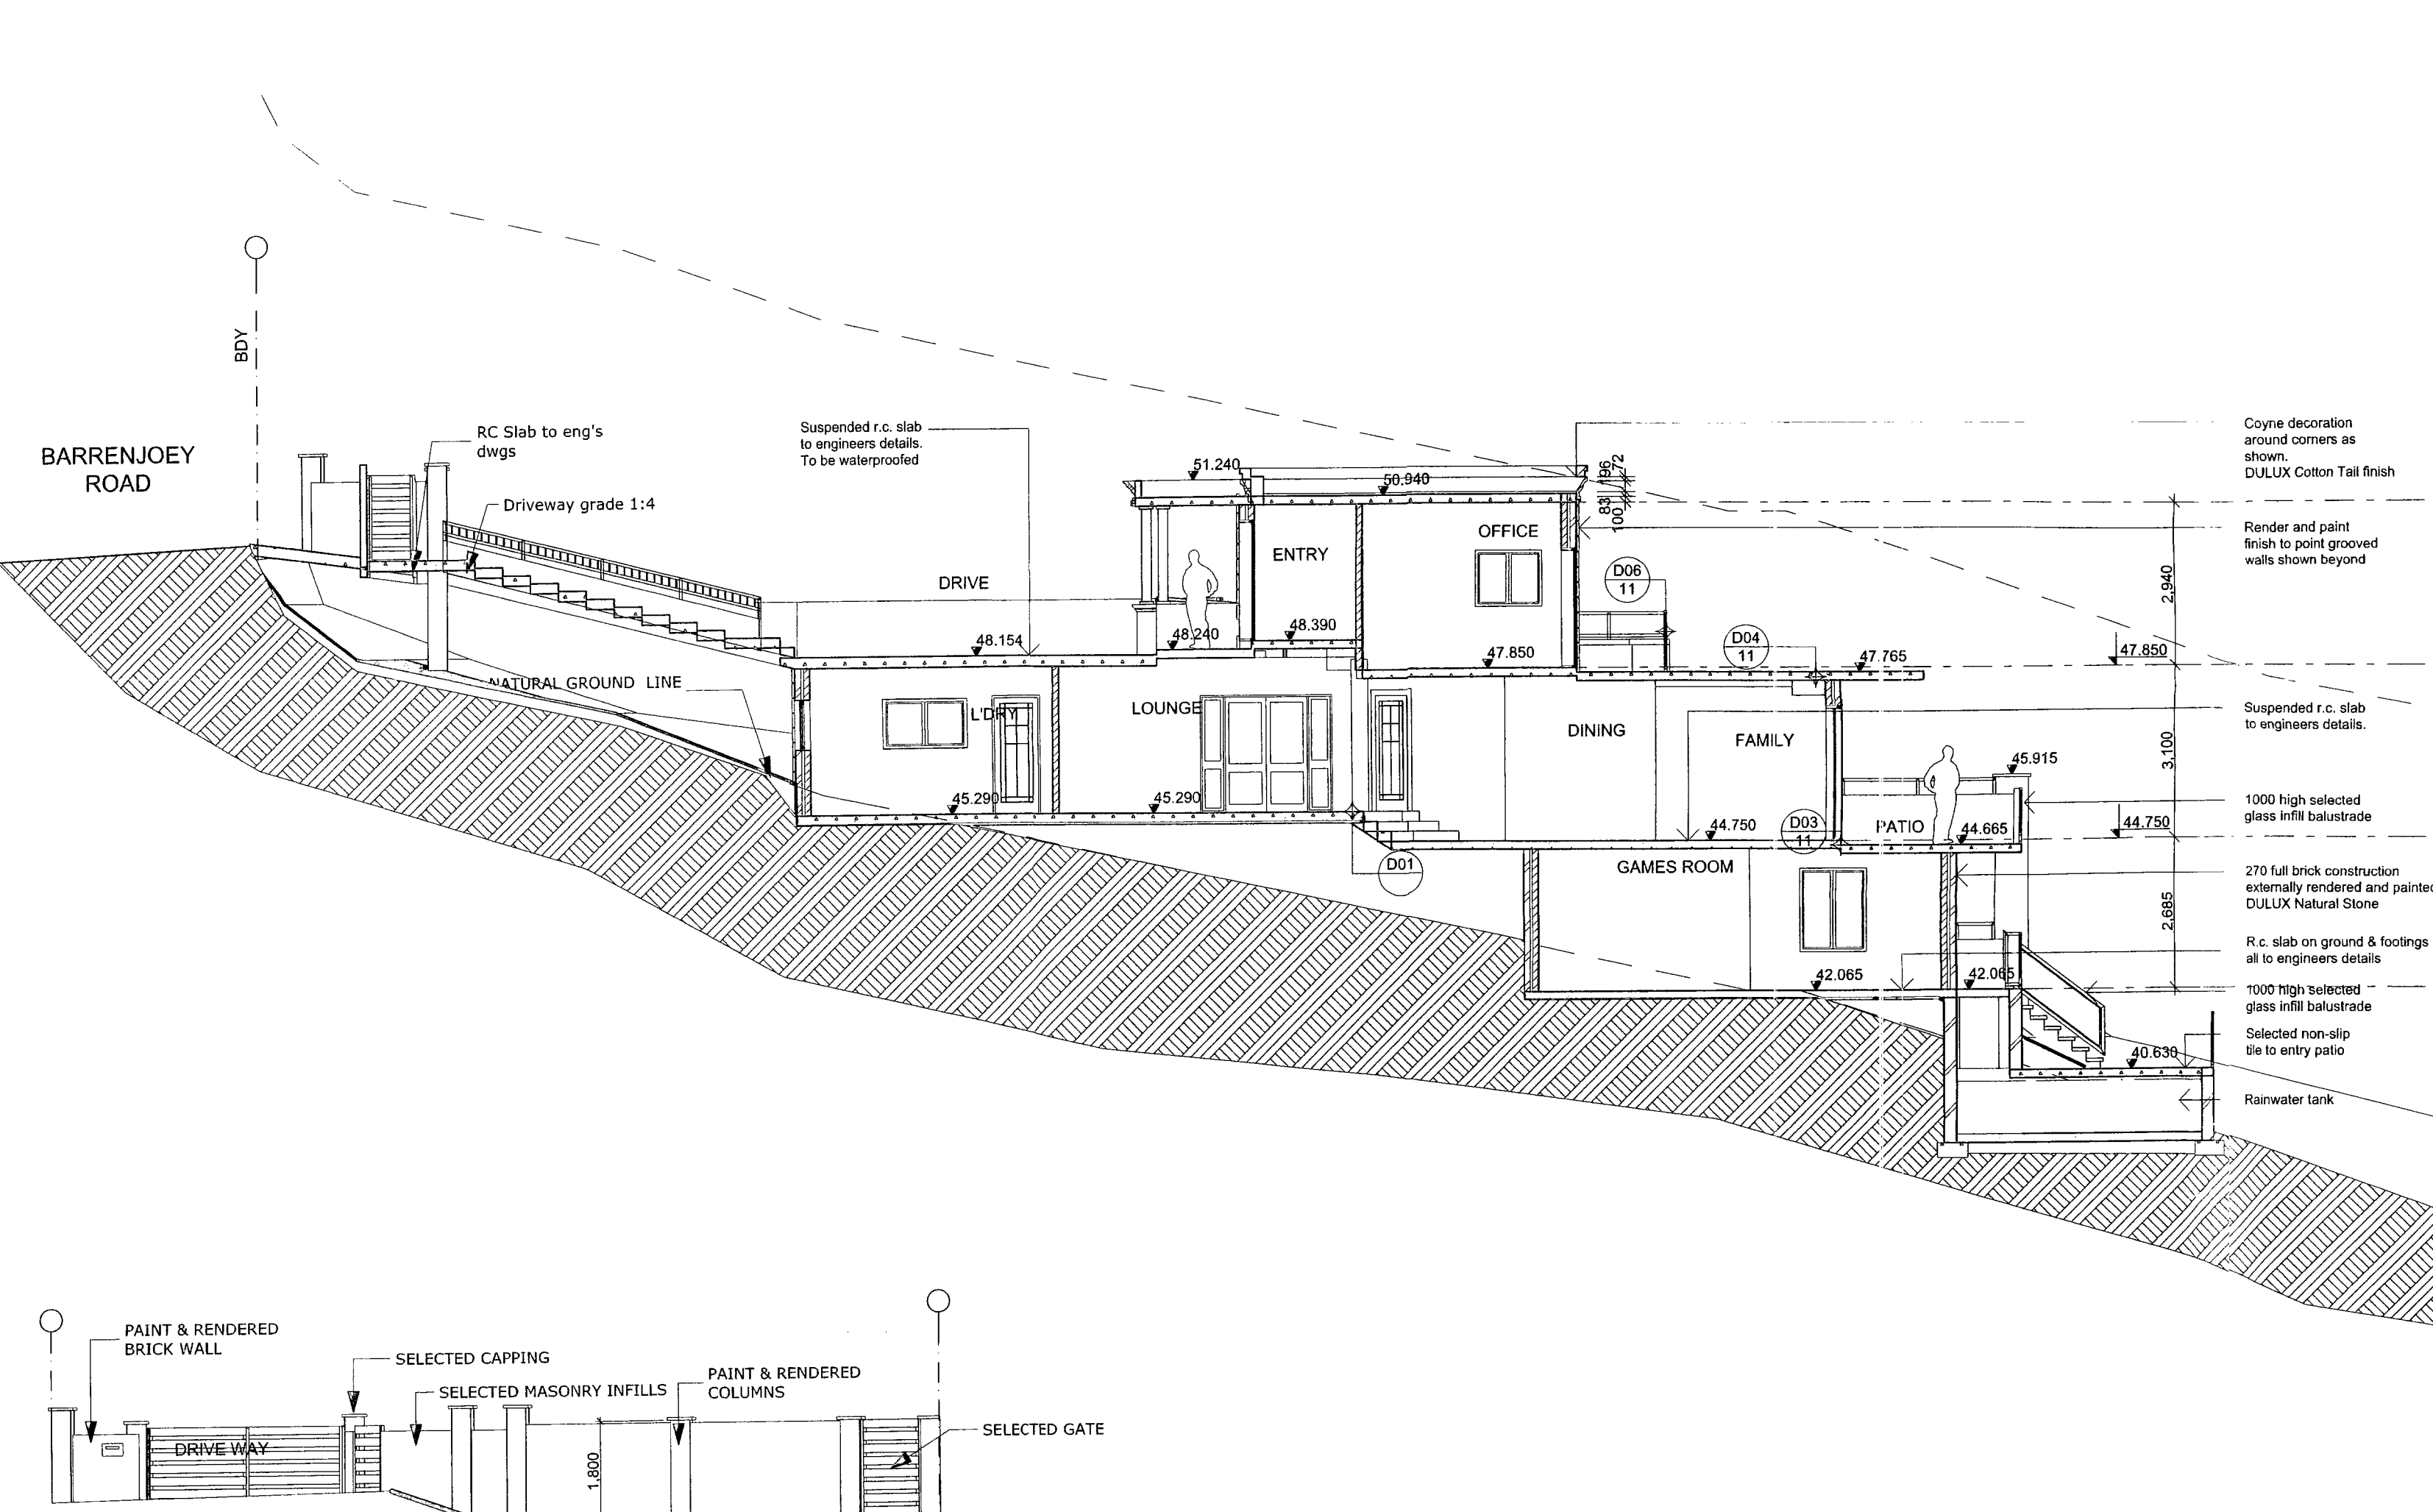 BDY
BARRENJOEY
ROAD
RC Slab to eng's
dwgs
Driveway grade 1:4
Suspended r.c. slab
to engineers details.
To be waterproofed
DRIVE
NATURAL GROUND LINE
51.240
50.940
196
72
83
100
ENTRY
OFFICE
48.154
48.240
48.390
47.850
D06
11
D04
11
47.765
47.850
L'DRY
LOUNGE
DINING
FAMILY
45.290
45.290
44.750
D03
11
PATIO
44.665
45.915
44.750
D01
GAMES ROOM
42.065
42.065
40.630
2,940
3,100
2,685
Coyne decoration
around corners as
shown.
DULUX Cotton Tail finish
Render and paint
finish to point grooved
walls shown beyond
Suspended r.c. slab
to engineers details.
1000 high selected
glass infill balustrade
270 full brick construction
externally rendered and painted
DULUX Natural Stone
R.c. slab on ground & footings
all to engineers details
1000 high selected
glass infill balustrade
Selected non-slip
tile to entry patio
Rainwater tank
PAINT & RENDERED
BRICK WALL
SELECTED CAPPING
SELECTED MASONRY INFILLS
PAINT & RENDERED
COLUMNS
SELECTED GATE
DRIVE WAY
1,800